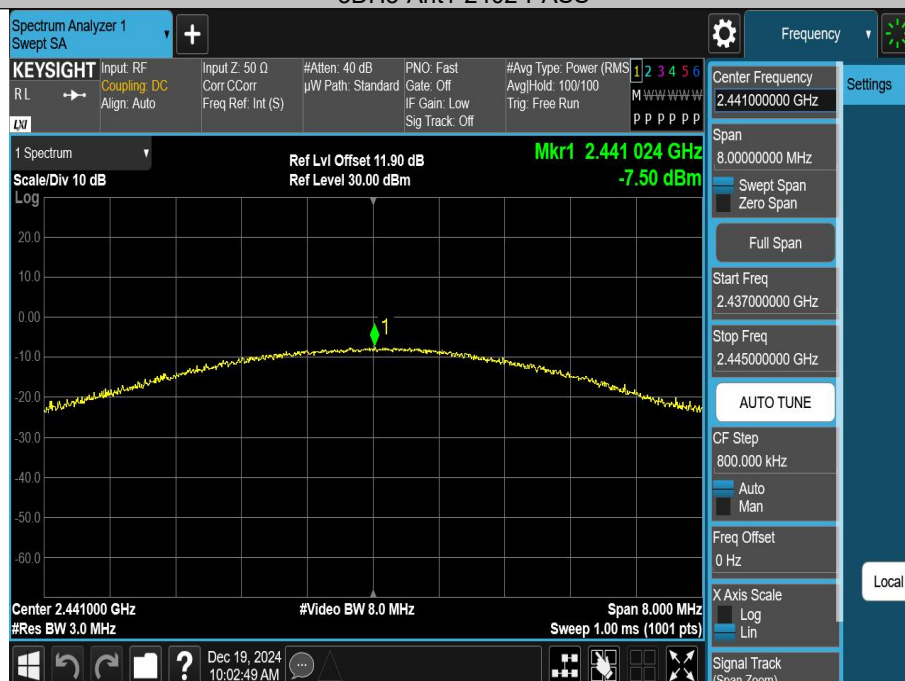 Spectrum Analyzer 1
Swept SA
+
Frequency
KEYSIGHT
RL
LXI
Input: RF
Coupling: DC
Align: Auto
Input Z: 50 Ω
Corr CCorr
Freq Ref: Int (S)
#Atten: 40 dB
µW Path: Standard
PNO: Fast
Gate: Off
IF Gain: Low
Sig Track: Off
#Avg Type: Power (RMS
Avg|Hold: 100/100
Trig: Free Run
1 2 3 4 5 6
M W W W W W
P P P P P P
Center Frequency
2.441000000 GHz
Settings
1 Spectrum
Scale/Div 10 dB
Log
Ref Lvl Offset 11.90 dB
Ref Level 30.00 dBm
Mkr1 2.441 024 GHz
-7.50 dBm
20.0
10.0
0.00
-10.0
-20.0
-30.0
-40.0
-50.0
-60.0
1
Span
8.00000000 MHz
Swept Span
Zero Span
Full Span
Start Freq
2.437000000 GHz
Stop Freq
2.445000000 GHz
AUTO TUNE
CF Step
800.000 kHz
Auto
Man
Freq Offset
0 Hz
X Axis Scale
Log
Lin
Signal Track
(Span Zoom)
Local
Center 2.441000 GHz
#Res BW 3.0 MHz
#Video BW 8.0 MHz
Span 8.000 MHz
Sweep 1.00 ms (1001 pts)
?
Dec 19, 2024
10:02:49 AM